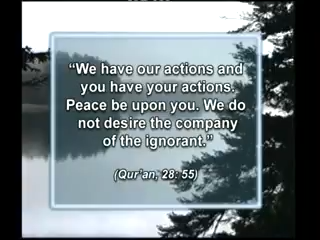 “We have our actions and
you have your actions.
Peace be upon you. We do
not desire the company
of the ignorant.”
(Qur’an, 28: 55)